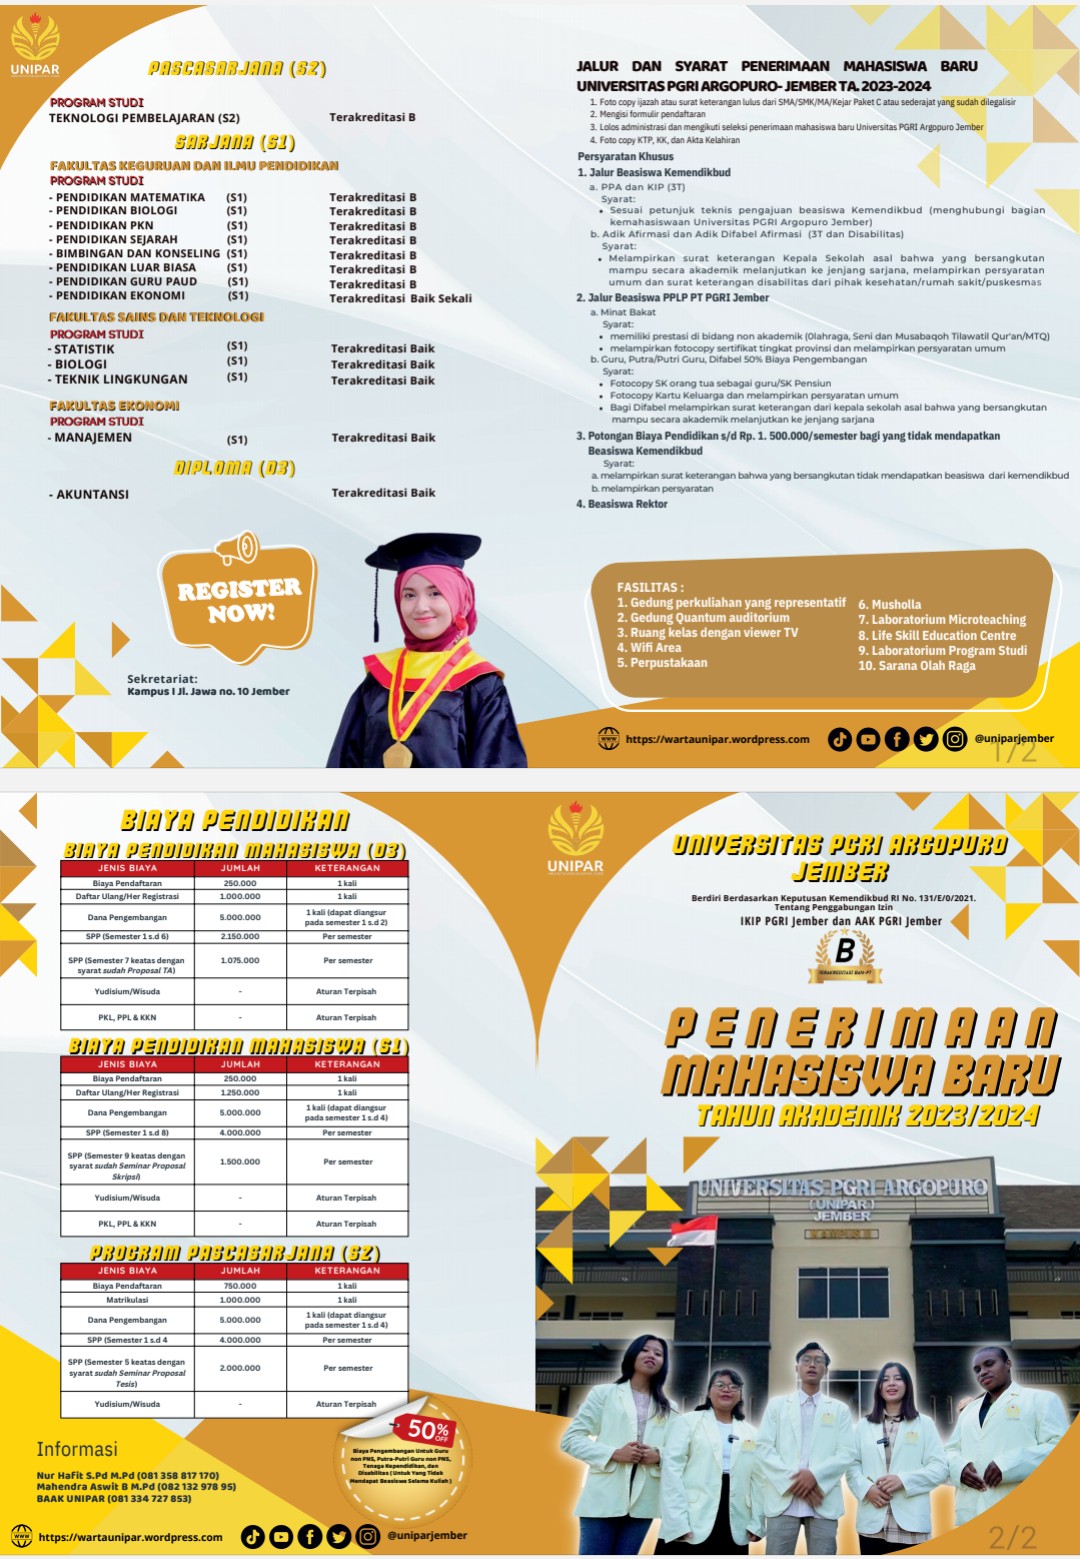 UNIPAR
PASCASARJANA (S2)
PROGRAM STUDI
TEKNOLOGI PEMBELAJARAN (S2) Terakreditasi B
SARJANA (S1)
FAKULTAS KEGURUAN DAN ILMU PENDIDIKAN
PROGRAM STUDI
- PENDIDIKAN MATEMATIKA (S1) Terakreditasi B
- PENDIDIKAN BIOLOGI (S1) Terakreditasi B
- PENDIDIKAN PKN (S1) Terakreditasi B
- PENDIDIKAN SEJARAH (S1) Terakreditasi B
- BIMBINGAN DAN KONSELING (S1) Terakreditasi B
- PENDIDIKAN LUAR BIASA (S1) Terakreditasi B
- PENDIDIKAN GURU PAUD (S1) Terakreditasi B
- PENDIDIKAN EKONOMI (S1) Terakreditasi Baik Sekali
FAKULTAS SAINS DAN TEKNOLOGI
PROGRAM STUDI
- STATISTIK (S1) Terakreditasi Baik
- BIOLOGI (S1) Terakreditasi Baik
- TEKNIK LINGKUNGAN (S1) Terakreditasi Baik
FAKULTAS EKONOMI
PROGRAM STUDI
- MANAJEMEN (S1) Terakreditasi Baik
DIPLOMA (D3)
- AKUNTANSI Terakreditasi Baik
REGISTER
NOW!
Sekretariat:
Kampus I Jl. Jawa no. 10 Jember
JALUR DAN SYARAT PENERIMAAN MAHASISWA BARU
UNIVERSITAS PGRI ARGOPURO- JEMBER TA. 2023-2024
1. Foto copy ijazah atau surat keterangan lulus dari SMA/SMK/MA/Kejar Paket C atau sederajat yang sudah dilegalisir
2. Mengisi formulir pendaftaran
3. Lolos administrasi dan mengikuti seleksi penerimaan mahasiswa baru Universitas PGRI Argopuro Jember
4. Foto copy KTP, KK, dan Akta Kelahiran
Persyaratan Khusus
1. Jalur Beasiswa Kemendikbud
a. PPA dan KIP (3T)
Syarat:
• Sesuai petunjuk teknis pengajuan beasiswa Kemendikbud (menghubungi bagian
kemahasiswaan Universitas PGRI Argopuro Jember)
b. Adik Afirmasi dan Adik Difabel Afirmasi (3T dan Disabilitas)
Syarat:
• Melampirkan surat keterangan Kepala Sekolah asal bahwa yang bersangkutan
mampu secara akademik melanjutkan ke jenjang sarjana, melampirkan persyaratan
umum dan surat keterangan disabilitas dari pihak kesehatan/rumah sakit/puskesmas
2. Jalur Beasiswa PPLP PT PGRI Jember
a. Minat Bakat
Syarat:
• memiliki prestasi di bidang non akademik (Olahraga, Seni dan Musabaqoh Tilawatil Qur'an/MTQ)
• melampirkan fotocopy sertifikat tingkat provinsi dan melampirkan persyaratan umum
b. Guru, Putra/Putri Guru, Difabel 50% Biaya Pengembangan
Syarat:
• Fotocopy SK orang tua sebagai guru/SK Pensiun
• Fotocopy Kartu Keluarga dan melampirkan persyaratan umum
• Bagi Difabel melampirkan surat keterangan dari kepala sekolah asal bahwa yang bersangkutan
mampu secara akademik melanjutkan ke jenjang sarjana
3. Potongan Biaya Pendidikan s/d Rp. 1. 500.000/semester bagi yang tidak mendapatkan
Beasiswa Kemendikbud
Syarat:
a. melampirkan surat keterangan bahwa yang bersangkutan tidak mendapatkan beasiswa dari kemendikbud
b. melampirkan persyaratan
4. Beasiswa Rektor
FASILITAS :
1. Gedung perkuliahan yang representatif
2. Gedung Quantum auditorium
3. Ruang kelas dengan viewer TV
4. Wifi Area
5. Perpustakaan
6. Musholla
7. Laboratorium Microteaching
8. Life Skill Education Centre
9. Laboratorium Program Studi
10. Sarana Olah Raga
https://wartaunipar.wordpress.com @uniparjember
1/2
BIAYA PENDIDIKAN
BIAYA PENDIDIKAN MAHASISWA (D3)
JENIS BIAYA JUMLAH KETERANGAN
Biaya Pendaftaran 250.000 1 kali
Daftar Ulang/Her Registrasi 1.000.000 1 kali
Dana Pengembangan 5.000.000 1 kali (dapat diangsur
pada semester 1 s.d 2)
SPP (Semester 1 s.d 6) 2.150.000 Per semester
SPP (Semester 7 keatas dengan
syarat sudah Proposal TA) 1.075.000 Per semester
Yudisium/Wisuda - Aturan Terpisah
PKL, PPL & KKN - Aturan Terpisah
BIAYA PENDIDIKAN MAHASISWA (S1)
JENIS BIAYA JUMLAH KETERANGAN
Biaya Pendaftaran 250.000 1 kali
Daftar Ulang/Her Registrasi 1.250.000 1 kali
Dana Pengembangan 5.000.000 1 kali (dapat diangsur
pada semester 1 s.d 4)
SPP (Semester 1 s.d 8) 4.000.000 Per semester
SPP (Semester 9 keatas dengan
syarat sudah Seminar Proposal
Skripsi) 1.500.000 Per semester
Yudisium/Wisuda - Aturan Terpisah
PKL, PPL & KKN - Aturan Terpisah
PROGRAM PASCASARJANA (S2)
JENIS BIAYA JUMLAH KETERANGAN
Biaya Pendaftaran 750.000 1 kali
Matrikulasi 1.000.000 1 kali
Dana Pengembangan 5.000.000 1 kali (dapat diangsur
pada semester 1 s.d 4)
SPP (Semester 1 s.d 4 4.000.000 Per semester
SPP (Semester 5 keatas dengan
syarat sudah Seminar Proposal
Tesis) 2.000.000 Per semester
Yudisium/Wisuda - Aturan Terpisah
50%
OFF
Biaya Pengembangan Untuk Guru
non PNS, Putra-Putri Guru non PNS,
Tenaga Kependidikan, dan
Disabilitas (Untuk Yang Tidak
Mendapat Beasiswa Selama Kuliah)
Informasi
Nur Hafit S.Pd M.Pd (081 358 817 170)
Mahendra Aswit B M.Pd (082 132 978 95)
BAAK UNIPAR (081 334 727 853)
https://wartaunipar.wordpress.com @uniparjember
UNIPAR
UNIVERSITAS PGRI ARGOPURO
JEMBER
Berdiri Berdasarkan Keputusan Kemendikbud RI No. 131/E/0/2021.
Tentang Penggabungan Izin
IKIP PGRI Jember dan AAK PGRI Jember
B
TERAKREDITASI BAN-PT
PENERIMAAN
MAHASISWA BARU
TAHUN AKADEMIK 2023/2024
UNIVERSITAS PGRI ARGOPURO
(UNIPAR)
JEMBER
KAMPUS II
2/2